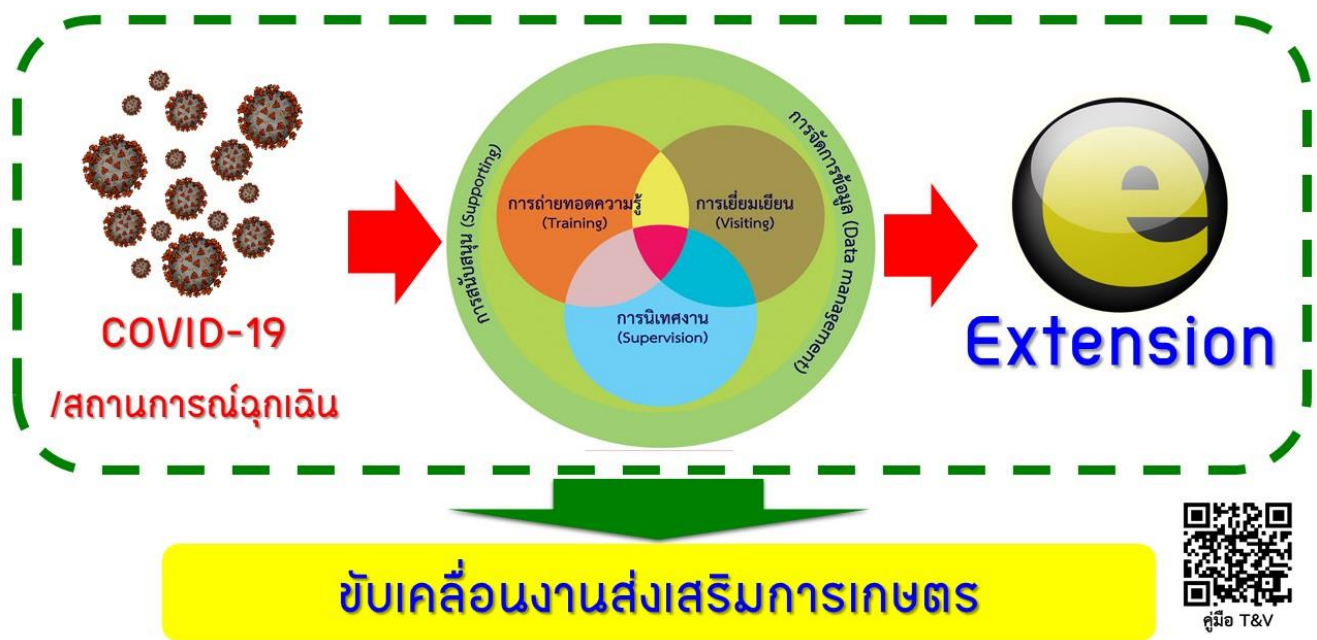 COVID-19
/สถานการณ์ฉุกเฉิน
การสนับสนุน (Supporting)
การจัดการข้อมูล (Data management)
การถ่ายทอดความรู้
(Training)
การเยี่ยมเยียน
(Visiting)
การนิเทศงาน
(Supervision)
e
Extension
ขับเคลื่อนงานส่งเสริมการเกษตร
คู่มือ T&V